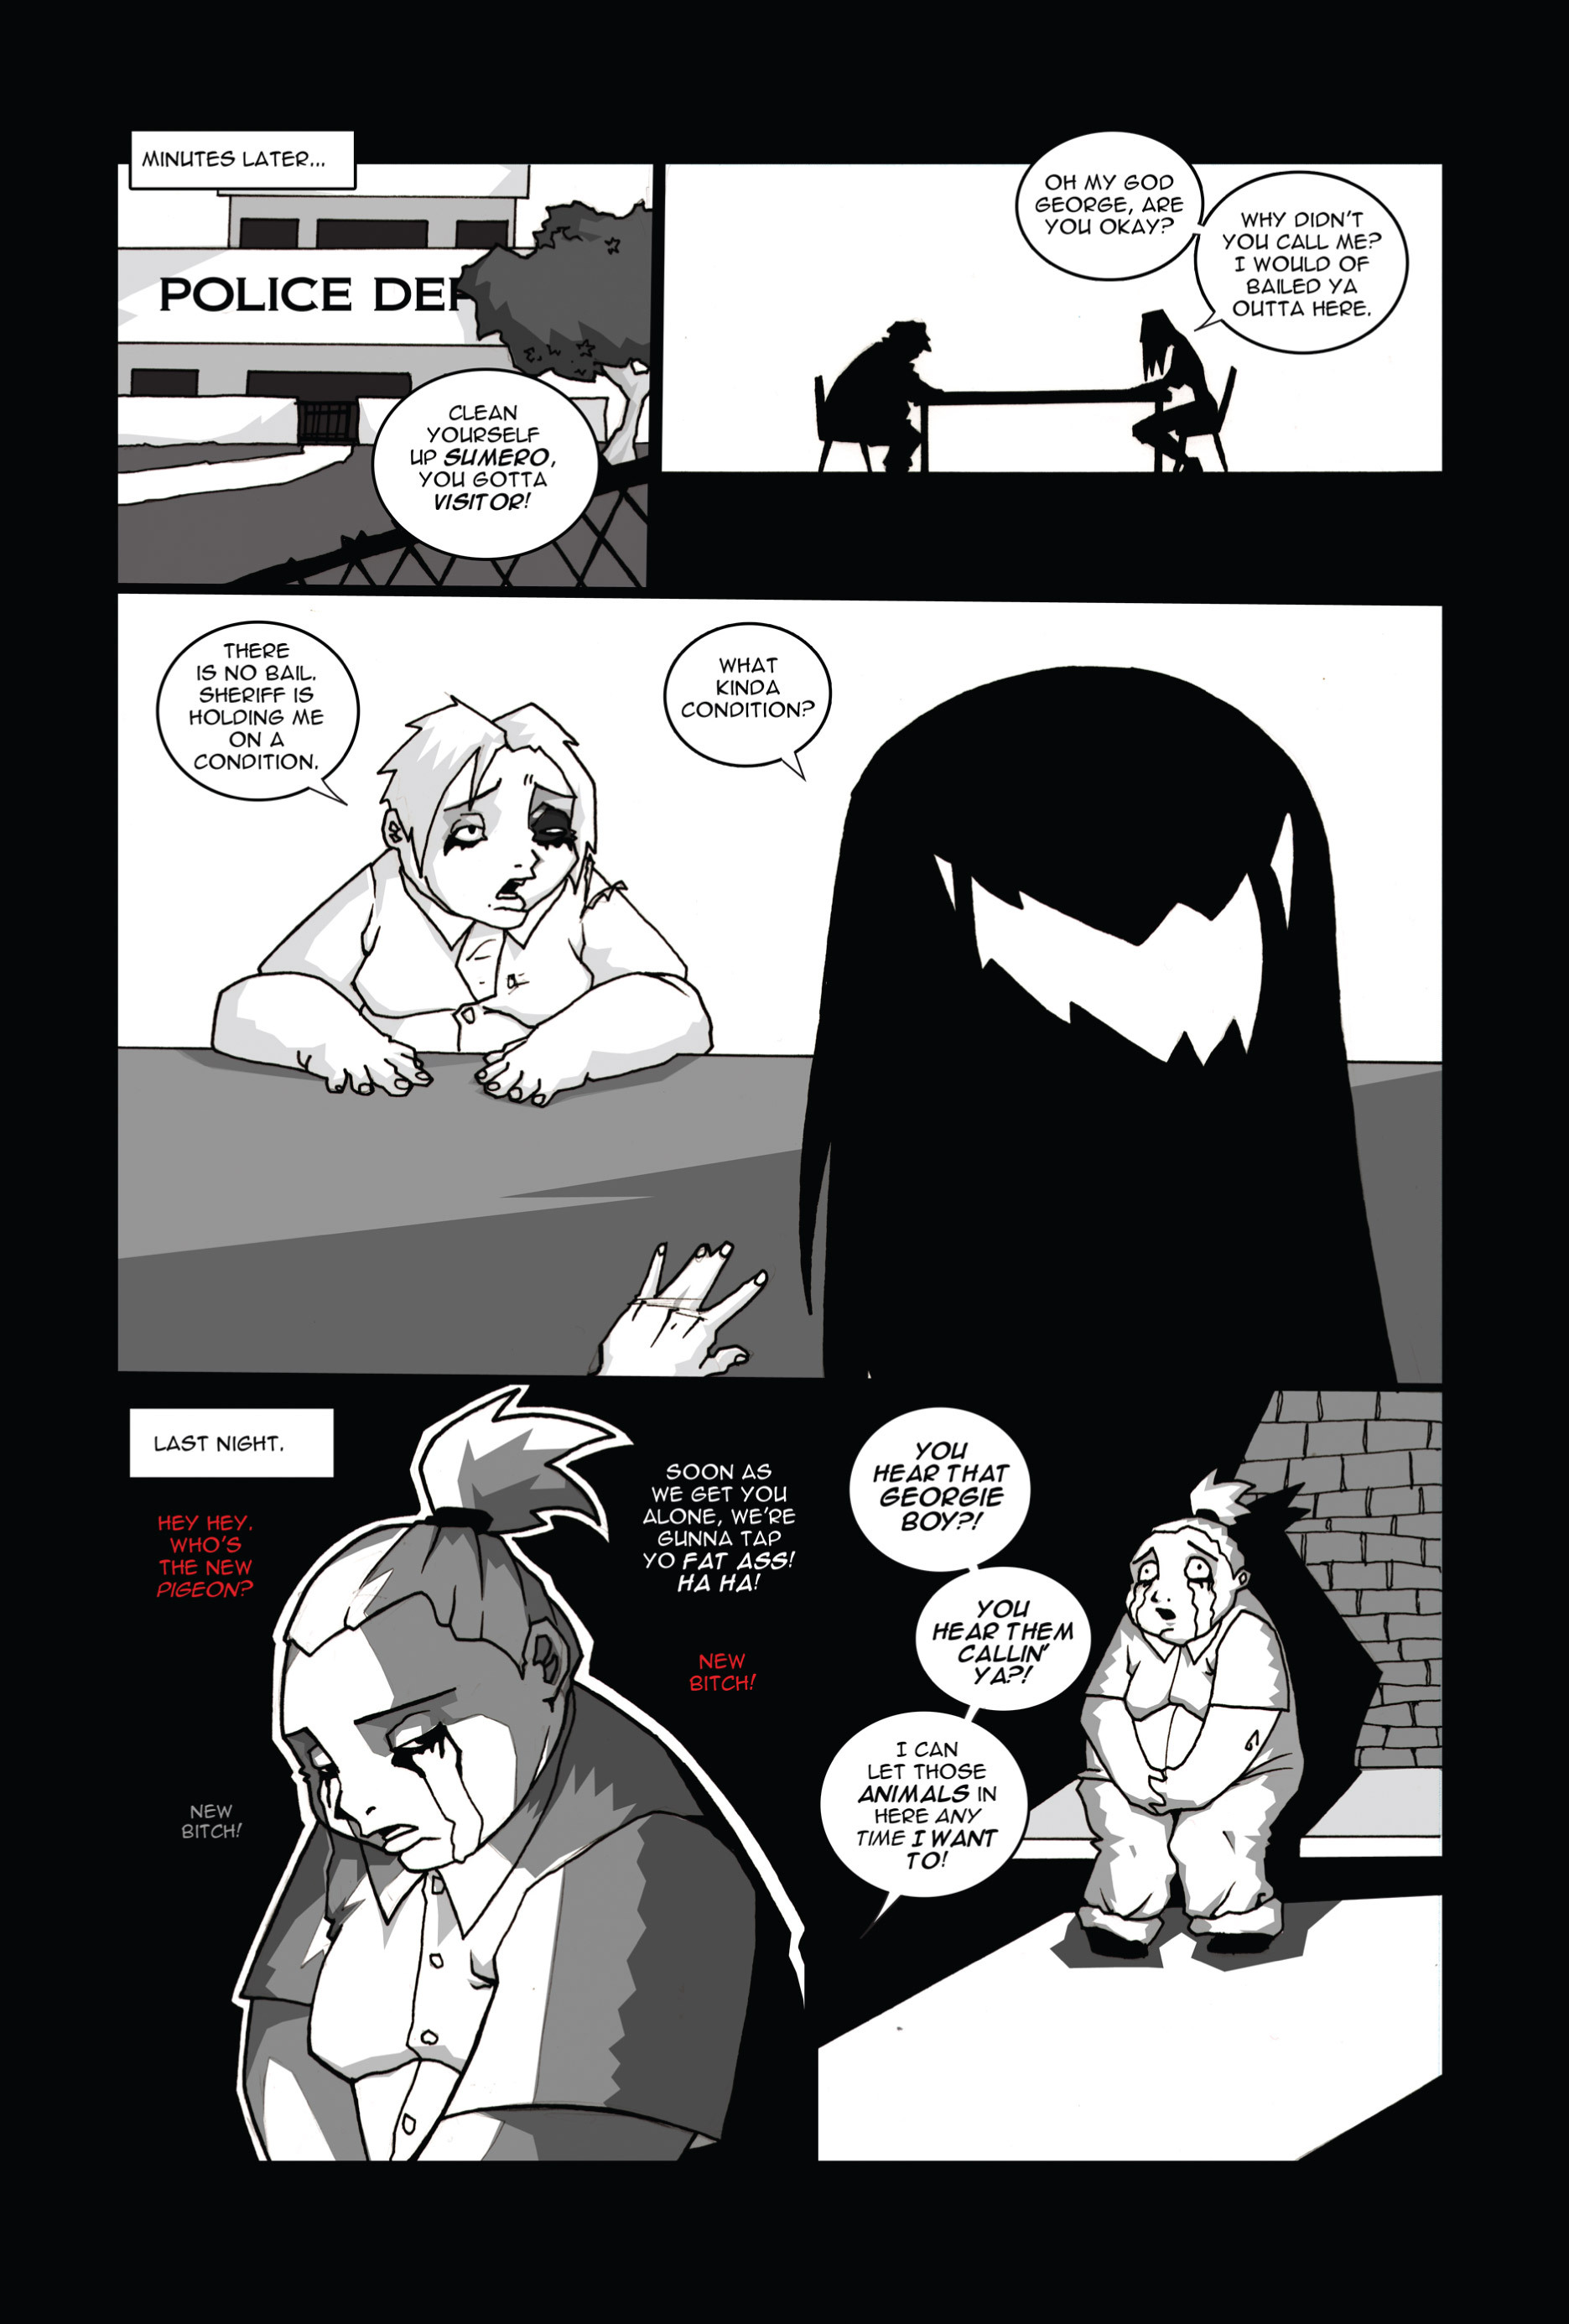 MINUTES LATER...
POLICE DEP
CLEAN
YOURSELF
UP SUMERO,
YOU GOTTA
VISITOR!
OH MY GOD
GEORGE, ARE
YOU OKAY?
WHY DIDN'T
YOU CALL ME?
I WOULD OF
BAILED YA
OUTTA HERE.
THERE
IS NO BAIL.
SHERIFF IS
HOLDING ME
ON A
CONDITION.
WHAT
KINDA
CONDITION?
LAST NIGHT.
HEY HEY.
WHO'S
THE NEW
PIGEON?
SOON AS
WE GET YOU
ALONE, WE'RE
GUNNA TAP
YO FAT ASS!
HA HA!
NEW
BITCH!
NEW
BITCH!
YOU
HEAR THAT
GEORGIE
BOY?!
YOU
HEAR THEM
CALLIN'
YA?!
I CAN
LET THOSE
ANIMALS IN
HERE ANY
TIME I WANT
TO!